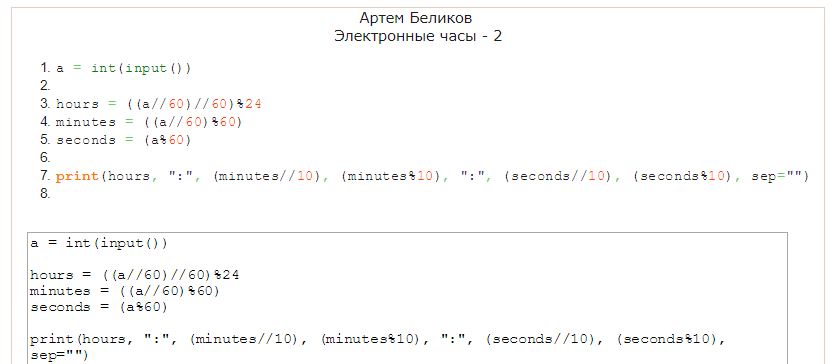 Артем Беликов
Электронные часы - 2
1. a = int(input())
2.
3. hours = ((a//60)//60)%24
4. minutes = ((a//60)%60)
5. seconds = (a%60)
6.
7. print(hours, ":", (minutes//10), (minutes%10), ":", (seconds//10), (seconds%10), sep="")
8.
a = int(input())
hours = ((a//60)//60)%24
minutes = ((a//60)%60)
seconds = (a%60)
print(hours, ":", (minutes//10), (minutes%10), ":", (seconds//10), (seconds%10),
sep="")